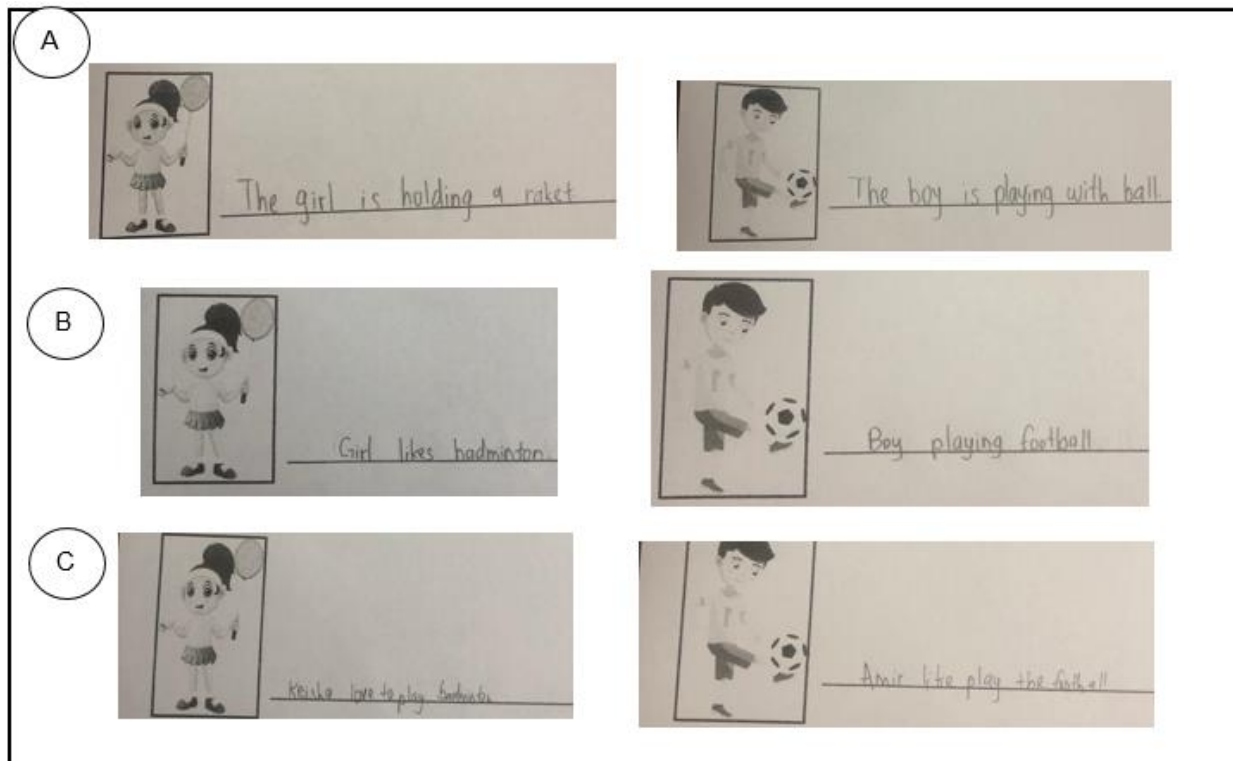 A
The girl is holding a raket
The boy is playing with ball.
B
Girl likes badminton.
Boy playing football.
C
Keisha love to play badminton
Amir like play the football